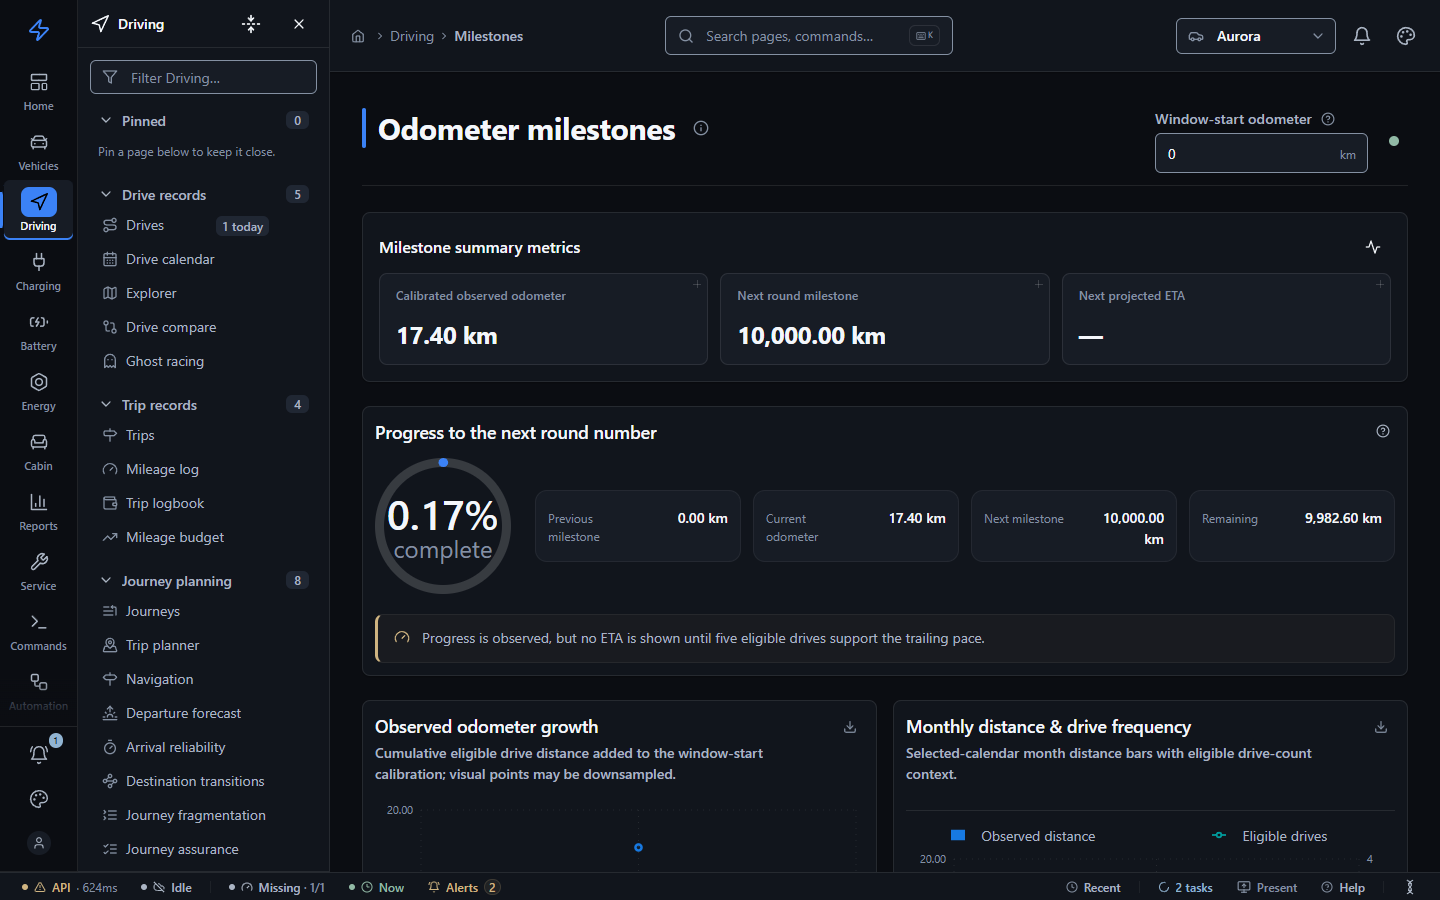 Home
Vehicles
Driving
Charging
Battery
Energy
Cabin
Reports
Service
Commands
Automation
1
Driving
Filter Driving...
Pinned 0
Pin a page below to keep it close.
Drive records 5
Drives 1 today
Drive calendar
Explorer
Drive compare
Ghost racing
Trip records 4
Trips
Mileage log
Trip logbook
Mileage budget
Journey planning 8
Journeys
Trip planner
Navigation
Departure forecast
Arrival reliability
Destination transitions
Journey fragmentation
Journey assurance
Driving > Milestones
Search pages, commands... K
Aurora
Odometer milestones
Window-start odometer
0 km
Milestone summary metrics
Calibrated observed odometer
17.40 km
Next round milestone
10,000.00 km
Next projected ETA
—
Progress to the next round number
0.17%
complete
Previous milestone 0.00 km
Current odometer 17.40 km
Next milestone 10,000.00 km
Remaining 9,982.60 km
Progress is observed, but no ETA is shown until five eligible drives support the trailing pace.
Observed odometer growth
Cumulative eligible drive distance added to the window-start
calibration; visual points may be downsampled.
20.00
Monthly distance & drive frequency
Selected-calendar month distance bars with eligible drive-count
context.
Observed distance Eligible drives
20.00 4
API · 624ms Idle Missing · 1/1 Now Alerts 2 Recent 2 tasks Present Help